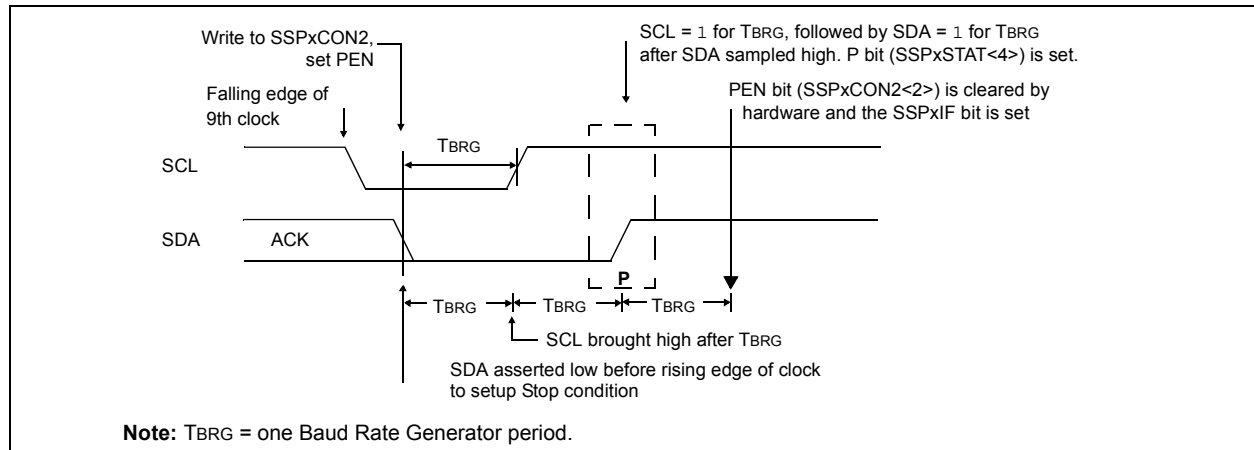 Write to SSPxCON2,
set PEN
SCL = 1 for TBRG, followed by SDA = 1 for TBRG
after SDA sampled high. P bit (SSPxSTAT<4>) is set.
Falling edge of
9th clock
PEN bit (SSPxCON2<2>) is cleared by
hardware and the SSPxIF bit is set
TBRG
SCL
SDA
ACK
P
TBRG
TBRG
TBRG
SCL brought high after TBRG
SDA asserted low before rising edge of clock
to setup Stop condition
Note: TBRG = one Baud Rate Generator period.